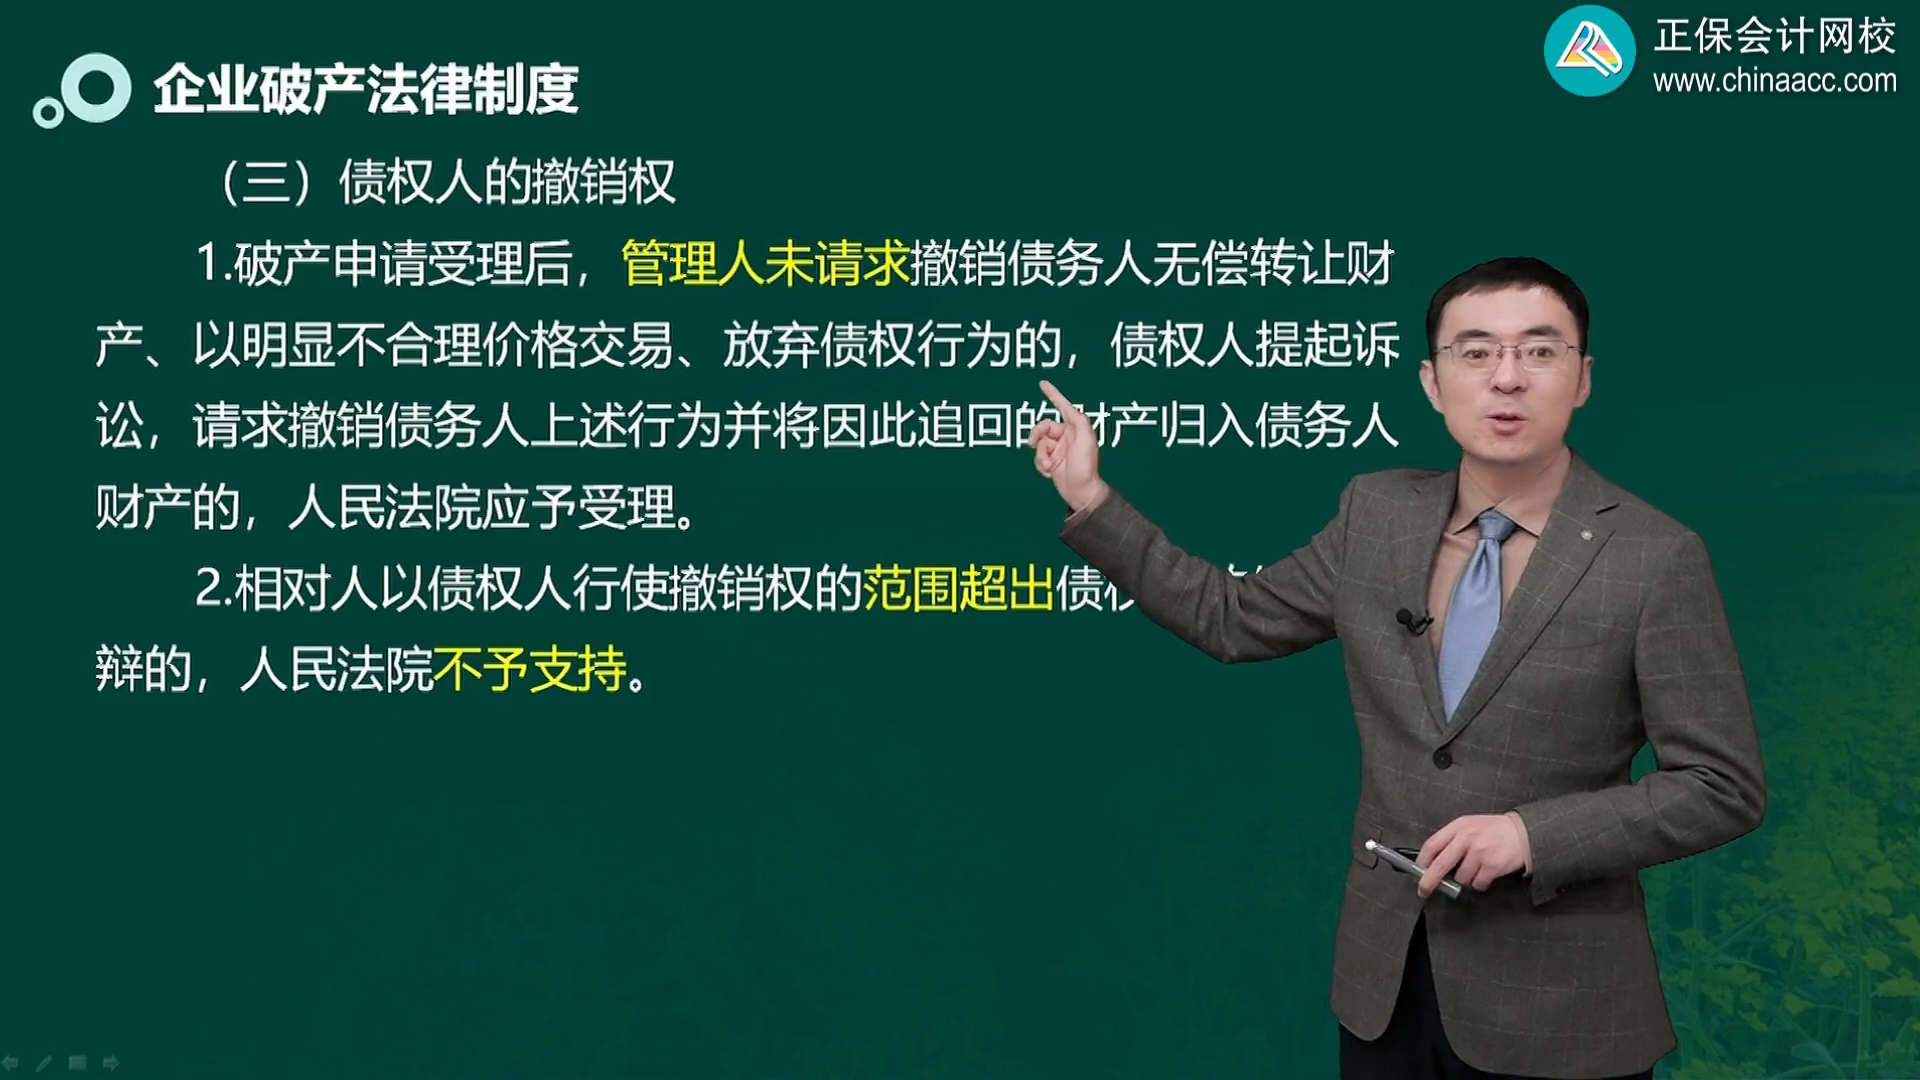 正保会计网校
www.chinaacc.com
企业破产法律制度
（三）债权人的撤销权
1.破产申请受理后，管理人未请求撤销债务人无偿转让财
产、以明显不合理价格交易、放弃债权行为的，债权人提起诉
讼，请求撤销债务人上述行为并将因此追回的财产归入债务人
财产的，人民法院应予受理。
2.相对人以债权人行使撤销权的范围超出债权
辩的，人民法院不予支持。